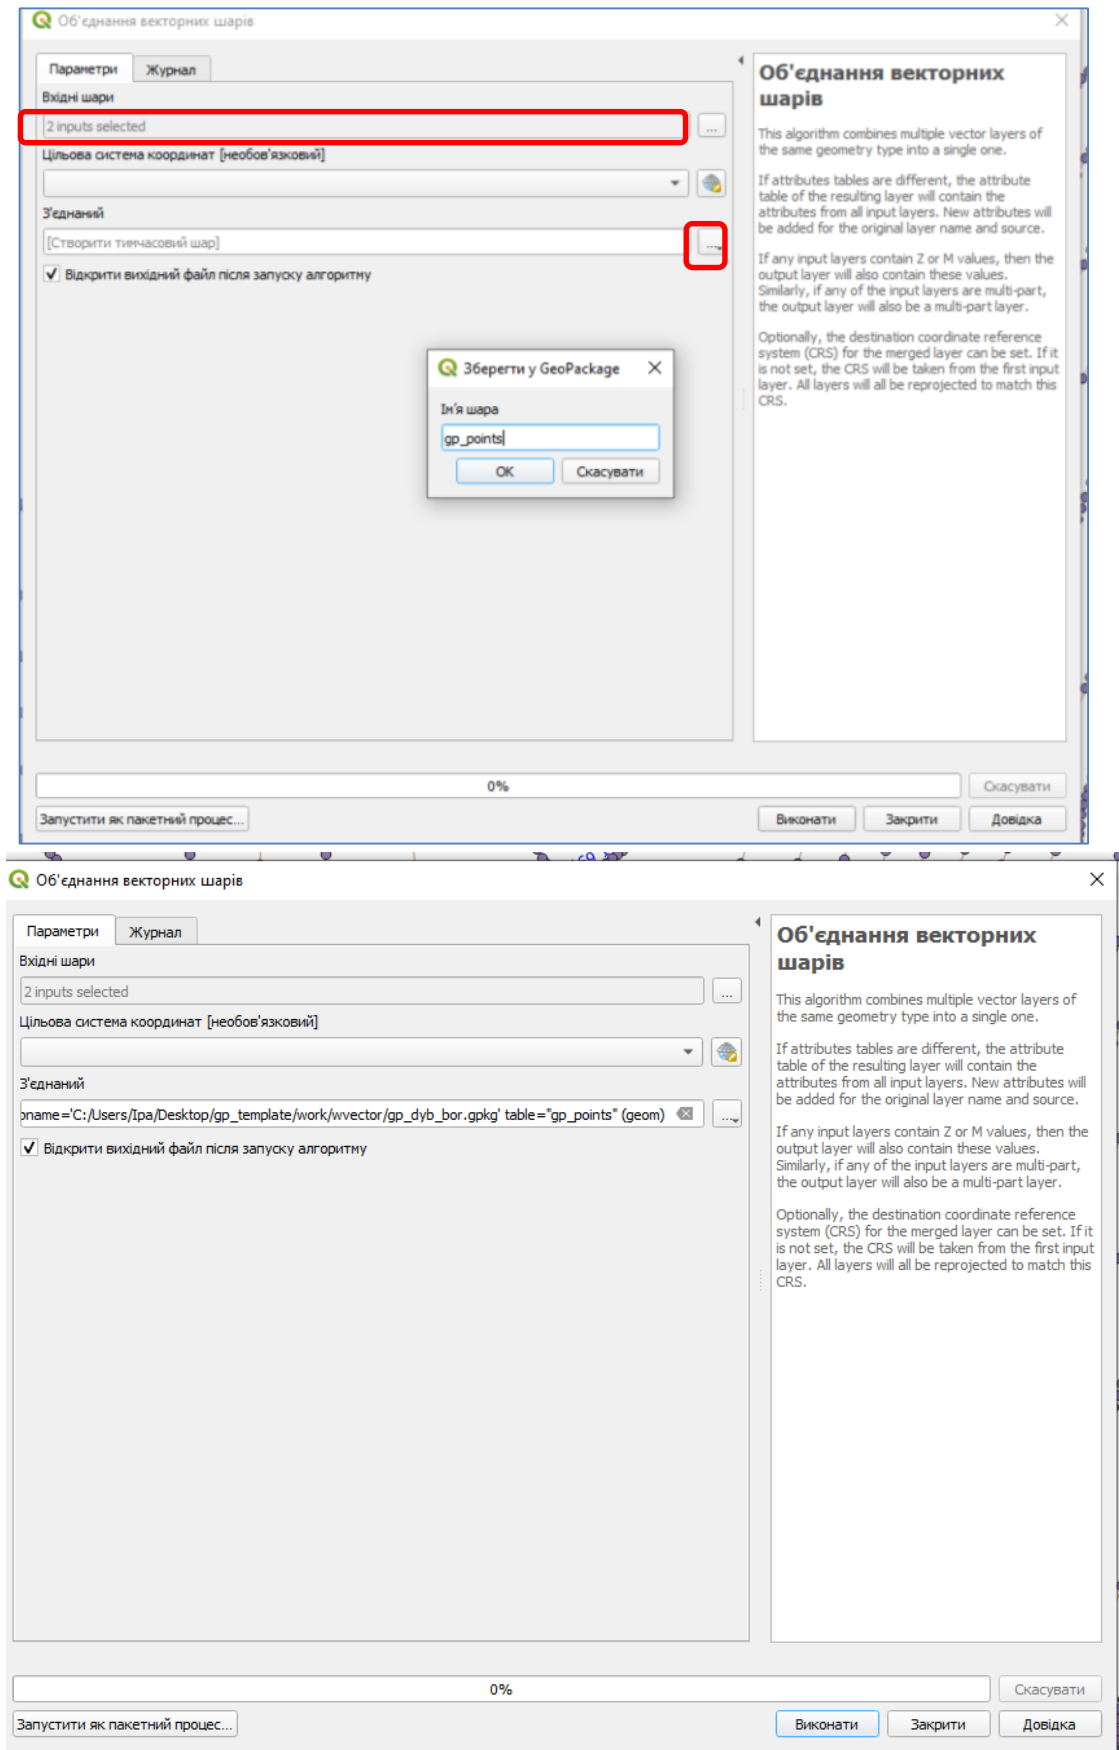 Об'єднання векторних шарів
Параметри Журнал
Вхідні шари
2 inputs selected
...
Цільова система координат [необов'язковий]
З'єднаний
[Створити тимчасовий шар]
...
Відкрити вихідний файл після запуску алгоритму
Зберегти у GeoPackage
Ім'я шара
gp_points
OK Скасувати
Об'єднання векторних
шарів
This algorithm combines multiple vector layers of
the same geometry type into a single one.
If attributes tables are different, the attribute
table of the resulting layer will contain the
attributes from all input layers. New attributes will
be added for the original layer name and source.
If any input layers contain Z or M values, then the
output layer will also contain these values.
Similarly, if any of the input layers are multi-part,
the output layer will also be a multi-part layer.
Optionally, the destination coordinate reference
system (CRS) for the merged layer can be set. If it
is not set, the CRS will be taken from the first input
layer. All layers will all be reprojected to match this
CRS.
0%
Скасувати
Запустити як пакетний процес...
Виконати Закрити Довідка
Об'єднання векторних шарів
Параметри Журнал
Вхідні шари
2 inputs selected
...
Цільова система координат [необов'язковий]
З'єднаний
oname='C:/Users/Ipa/Desktop/gp_template/work/wvector/gp_dyb_bor.gpkg' table="gp_points" (geom)
...
Відкрити вихідний файл після запуску алгоритму
Об'єднання векторних
шарів
This algorithm combines multiple vector layers of
the same geometry type into a single one.
If attributes tables are different, the attribute
table of the resulting layer will contain the
attributes from all input layers. New attributes will
be added for the original layer name and source.
If any input layers contain Z or M values, then the
output layer will also contain these values.
Similarly, if any of the input layers are multi-part,
the output layer will also be a multi-part layer.
Optionally, the destination coordinate reference
system (CRS) for the merged layer can be set. If it
is not set, the CRS will be taken from the first input
layer. All layers will all be reprojected to match this
CRS.
0%
Скасувати
Запустити як пакетний процес...
Виконати Закрити Довідка